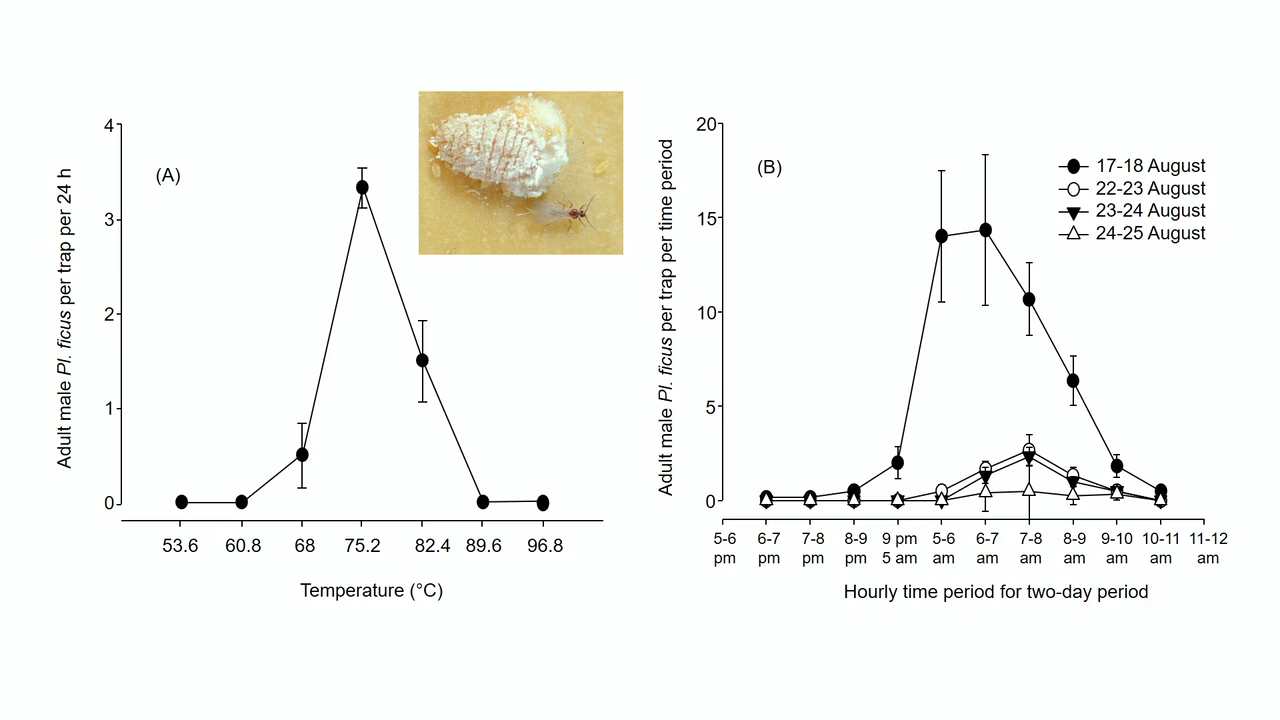 (A)
Adult male Pl. ficus per trap per 24 h
4
3
2
1
0
53.6 60.8 68 75.2 82.4 89.6 96.8
Temperature (°C)
(B)
Adult male Pl. ficus per trap per time period
20
15
10
5
0
17-18 August
22-23 August
23-24 August
24-25 August
5-6 6-7 7-8 8-9 9 pm 5-6 6-7 7-8 8-9 9-10 10-11 11-12
pm pm pm pm 5 am am am am am am am am
Hourly time period for two-day period